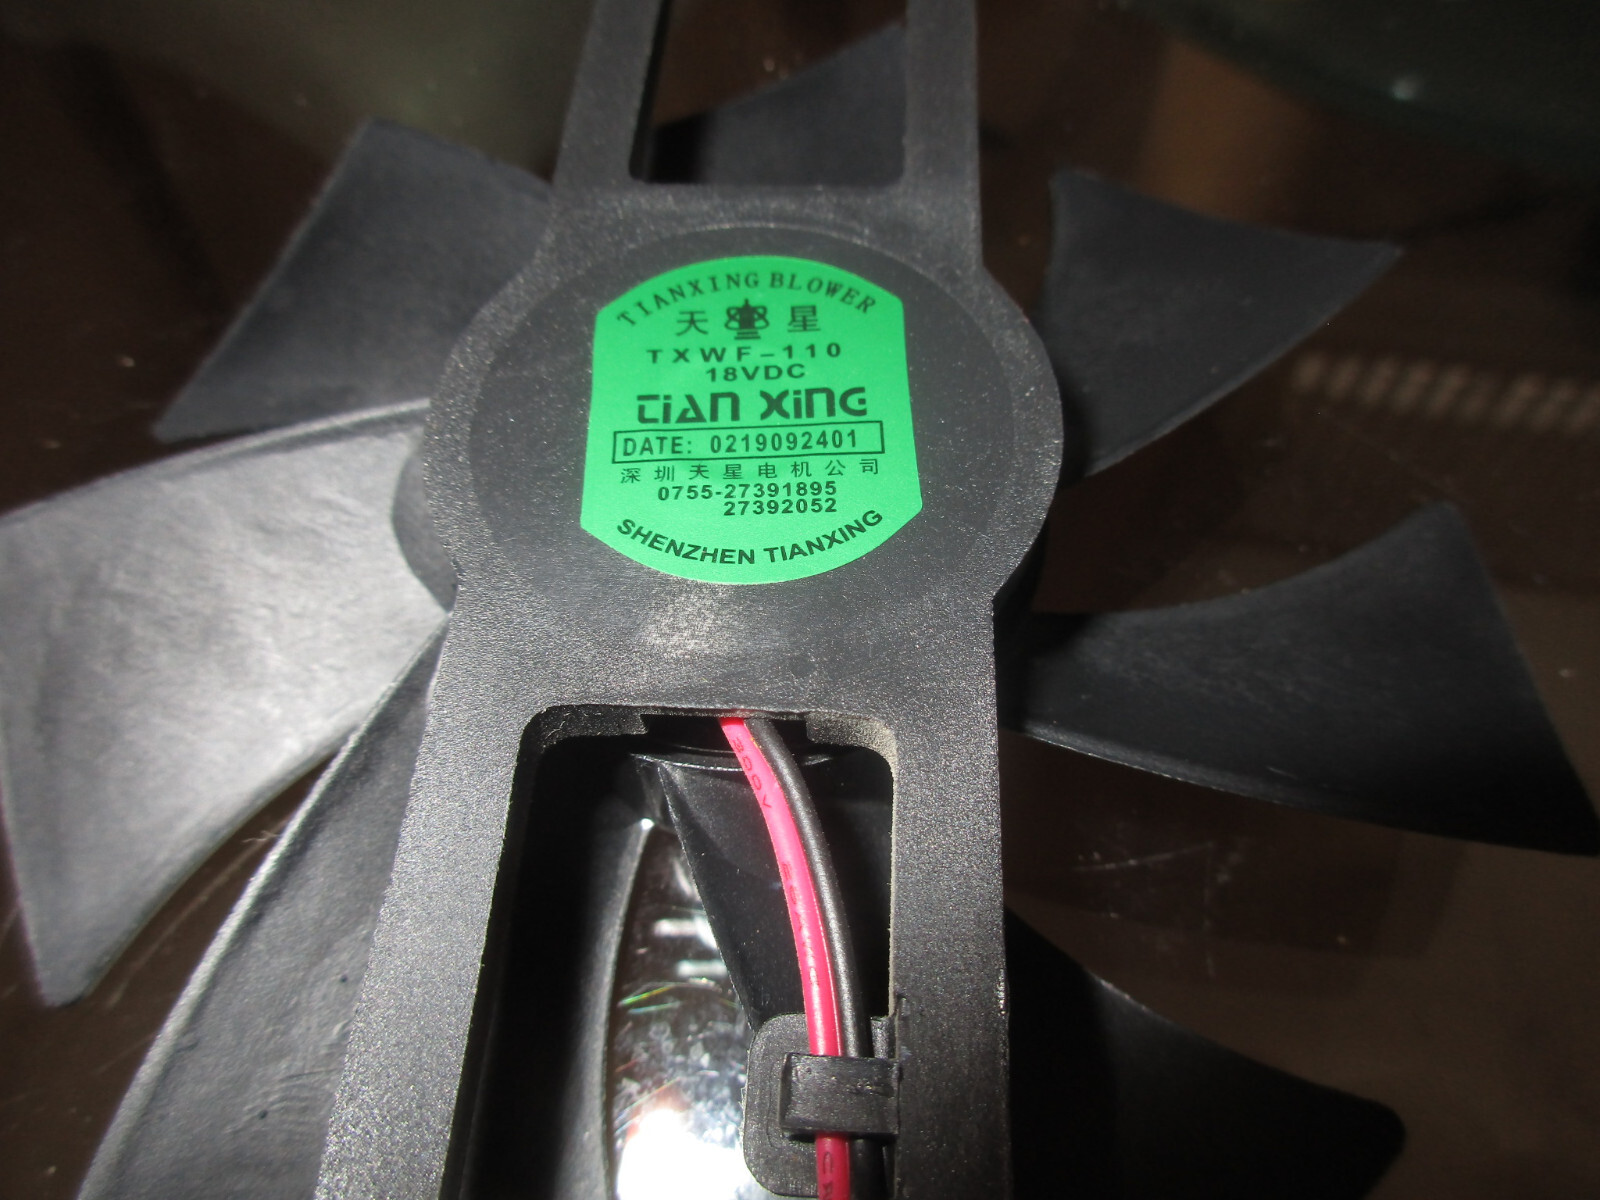 TIANXING BLOWER
天 星
TXWF-110
18VDC
TiAN XiNG
DATE: 0219092401
深圳天星电机公司
0755-27391895
27392052
SHENZHEN TIANXING
300V